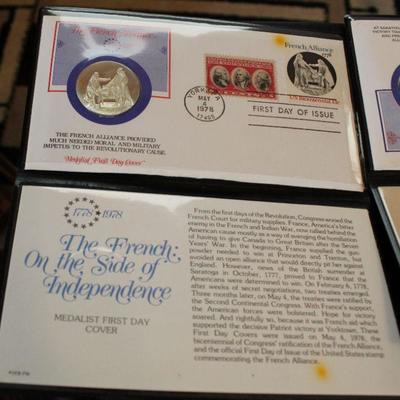 The French Alliance
THE FRENCH ALLIANCE PROVIDED
MUCH NEEDED MORAL AND MILITARY
IMPETUS TO THE REVOLUTIONARY CAUSE.
"Medalist First Day Cover"
YORKTOWN, VA
MAY
4
1978
French Alliance
1778
US BICENTENNIAL 13c
FIRST DAY OF ISSUE
1778 1978
The French:
On the Side of
Independence
MEDALIST FIRST DAY
COVER
From the first days of the Revolution, Congress wooed the
French Court for military supplies. France, America's bitter
enemy in the French and Indian War, now rallied behind the
American cause mostly as a way of avenging the humiliation
of having to give Canada to Great Britain after the Seven
Years' War. In the beginning, France supplied the gun-
powder needed to win at Princeton and Trenton, but
avoided an open alliance that would directly pit her against
England. However, news of the British surrender at
Saratoga in October, 1777, proved to France that the
Americans were determined to win. On February 6, 1778,
after weeks of secret negotiations, two treaties emerged.
Three months later, on May 4, the treaties were ratified by
the Second Continental Congress. With France's support,
the American forces were bolstered. Hope for victory
soared. And rightfully so, because it was French aid which
supported the decisive Patriot victory at Yorktown. These
First Day Covers were issued on May 4, 1978, the
bicentennial of Congress' ratification of the French Alliance,
and the official First Day of Issue of the United States stamp
commemorating the French Alliance.
AT SARATOGA
VICTORY
AND